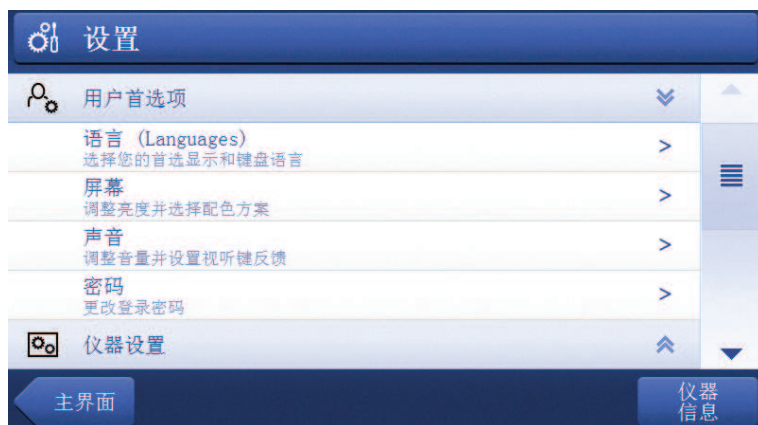 设置
用户首选项
语言 (Languages)
选择您的首选显示和键盘语言
屏幕
调整亮度并选择配色方案
声音
调整音量并设置视听键反馈
密码
更改登录密码
仪器设置
主界面
仪器
信息